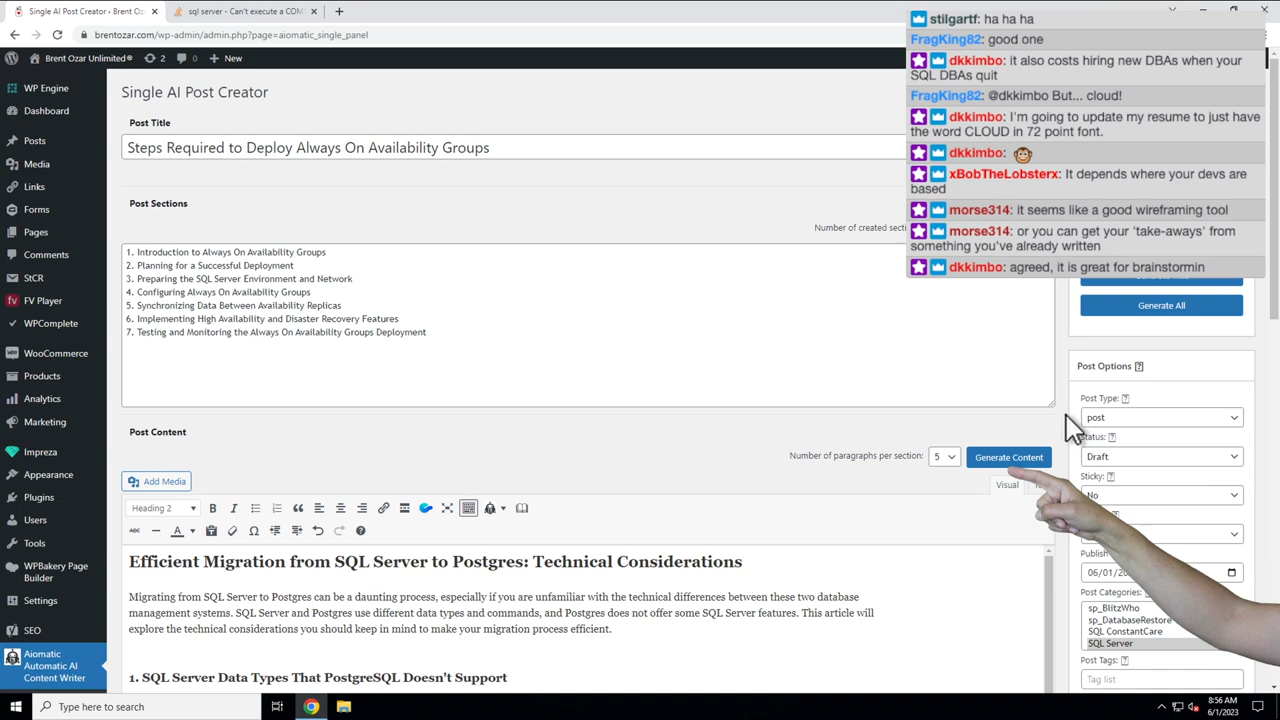 Single AI Post Creator ‹ Brent Oz
sql server - Can't execute a COM
brentozar.com/wp-admin/admin.php?page=aiomatic_single_panel
Brent Ozar Unlimited®
2
0
New
WP Engine
Dashboard
Posts
Media
Links
Forms
Pages
Comments
StCR
FV Player
WPComplete
WooCommerce
Products
Analytics
Marketing
Impreza
Appearance
Plugins
Users
Tools
WPBakery Page
Builder
Settings
SEO
Aiomatic
Automatic AI
Content Writer
Single AI Post Creator
Post Title
Steps Required to Deploy Always On Availability Groups
Post Sections
Number of created section
1. Introduction to Always On Availability Groups
2. Planning for a Successful Deployment
3. Preparing the SQL Server Environment and Network
4. Configuring Always On Availability Groups
5. Synchronizing Data Between Availability Replicas
6. Implementing High Availability and Disaster Recovery Features
7. Testing and Monitoring the Always On Availability Groups Deployment
Post Content
Number of paragraphs per section:
5
Generate Content
Add Media
Visual
Heading 2
B
I
ABC
A
Efficient Migration from SQL Server to Postgres: Technical Considerations
Migrating from SQL Server to Postgres can be a daunting process, especially if you are unfamiliar with the technical differences between these two database
management systems. SQL Server and Postgres use different data types and commands, and Postgres does not offer some SQL Server features. This article will
explore the technical considerations you should keep in mind to make your migration process efficient.
1. SQL Server Data Types That PostgreSQL Doesn't Support
stilgartf: ha ha ha
FragKing82: good one
dkkimbo: it also costs hiring new DBAs when your
SQL DBAs quit
FragKing82: @dkkimbo But... cloud!
dkkimbo: I'm going to update my resume to just have
the word CLOUD in 72 point font.
dkkimbo:
xBobTheLobsterx: It depends where your devs are
based
morse314: it seems like a good wireframing tool
morse314: or you can get your 'take-aways' from
something you've already written
dkkimbo: agreed, it is great for brainstormin
Generate All
Post Options [?]
Post Type: [?]
post
Status: [?]
Draft
Sticky: [?]
No
Publish
06/01/20
Post Categories:
sp_BlitzWho
sp_DatabaseRestore
SQL ConstantCare
SQL Server
Post Tags: [?]
Tag list
Type here to search
8:56 AM
6/1/2023